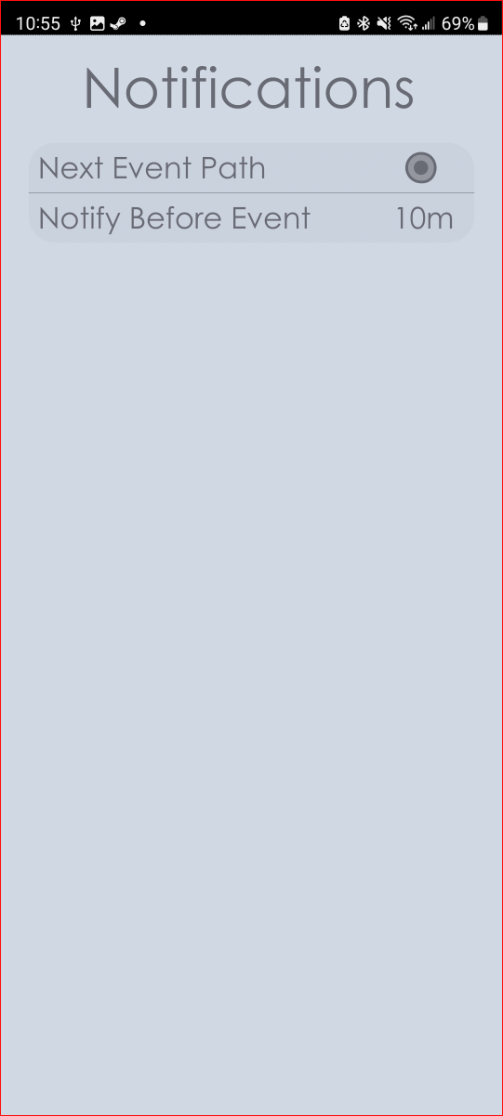 10:55 69%
Notifications
Next Event Path
Notify Before Event 10m